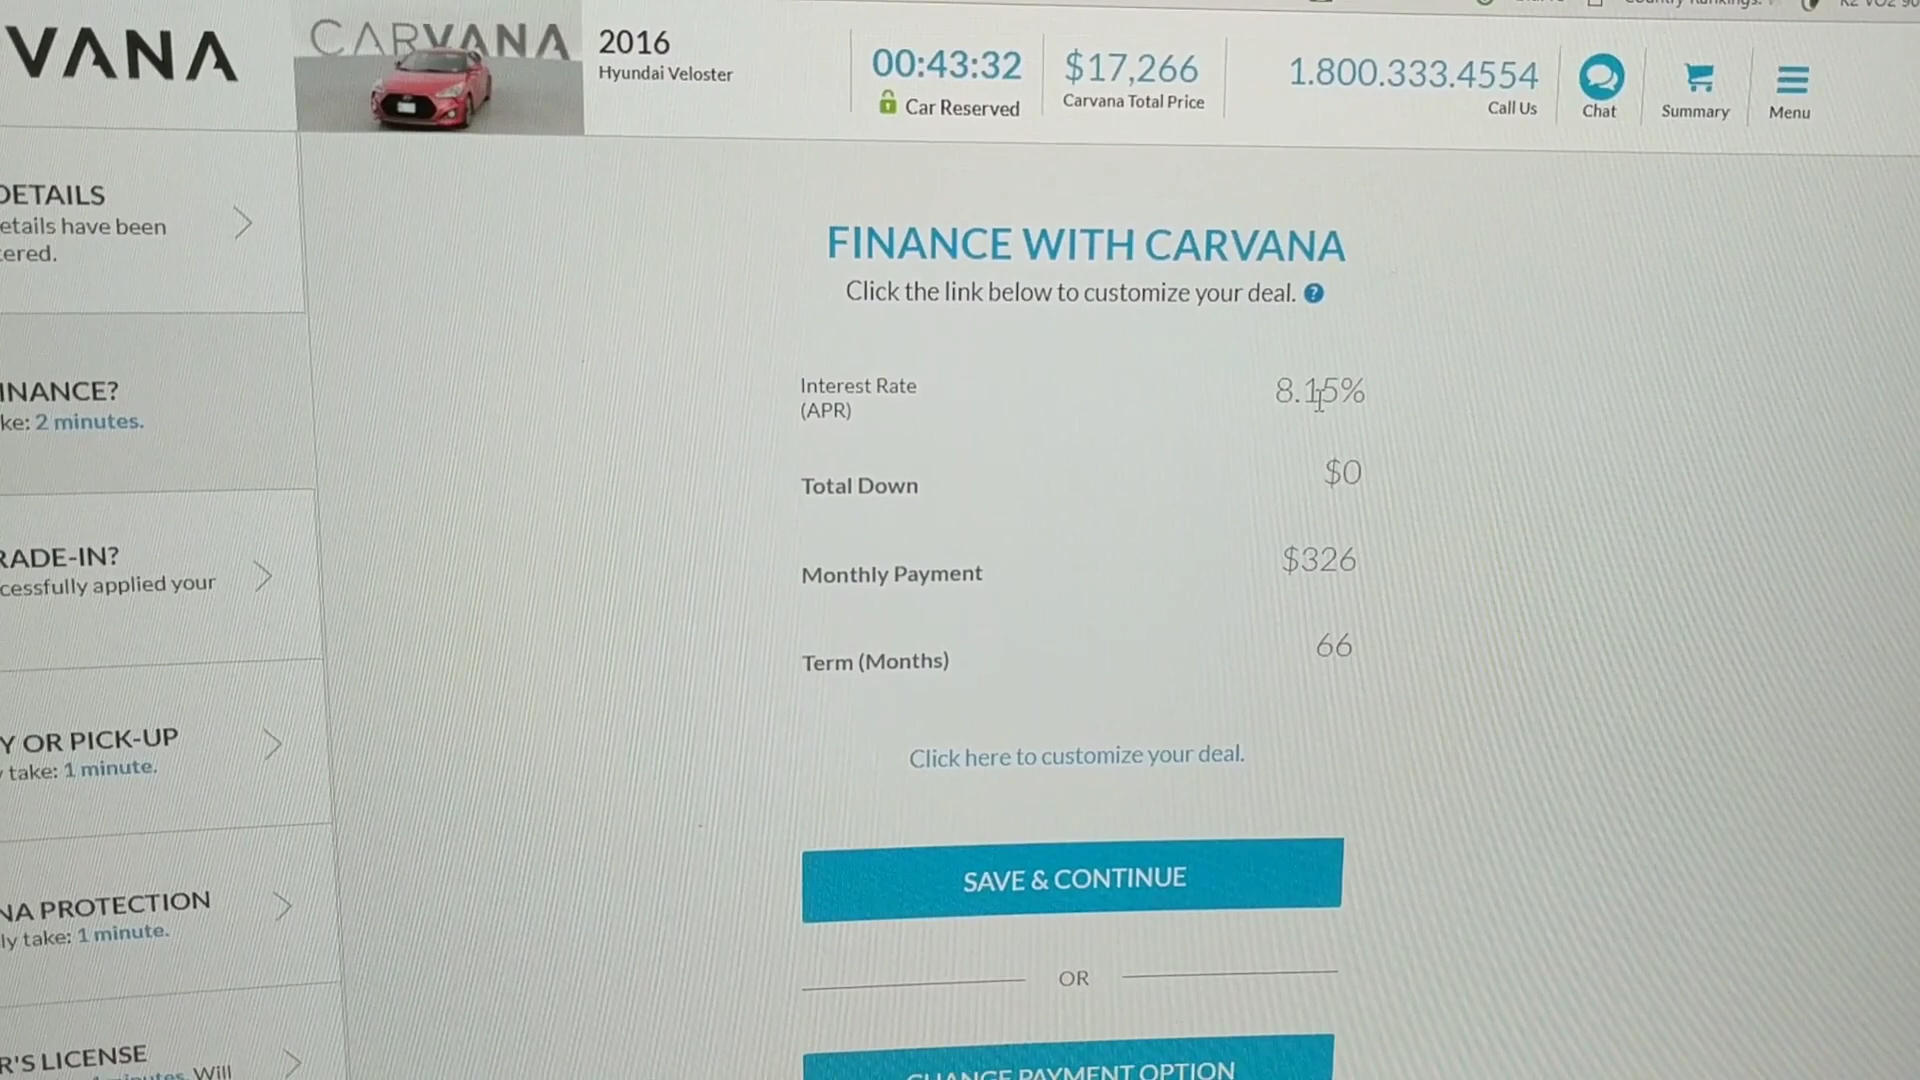 VANA
CARVANA
2016
Hyundai Veloster
00:43:32
Car Reserved
$17,266
Carvana Total Price
1.800.333.4554
Call Us
Chat
Summary
Menu
DETAILS
etails have been
ered.
INANCE?
ke: 2 minutes.
RADE-IN?
cessfully applied your
Y OR PICK-UP
take: 1 minute.
NA PROTECTION
ly take: 1 minute.
R'S LICENSE
minutes. Will
FINANCE WITH CARVANA
Click the link below to customize your deal. ?
Interest Rate
(APR)
8.15%
Total Down
$0
Monthly Payment
$326
Term (Months)
66
Click here to customize your deal.
SAVE & CONTINUE
OR
CHANGE PAYMENT OPTION